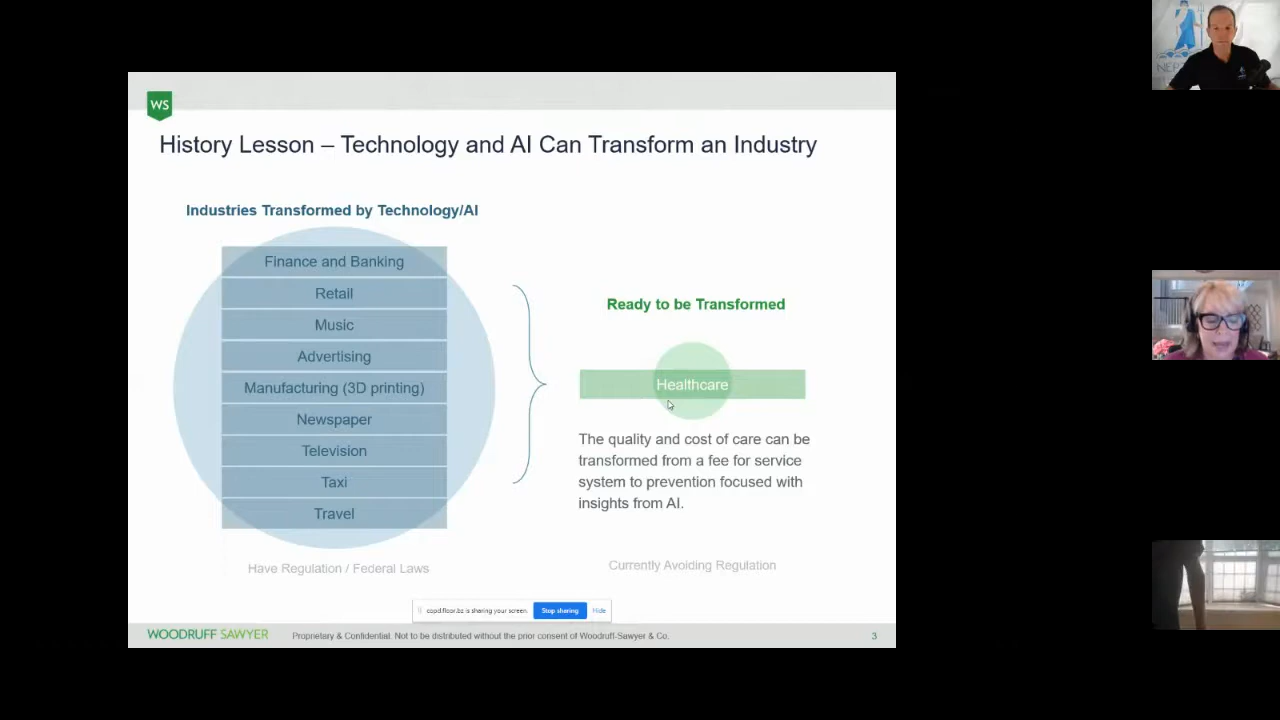 WS
History Lesson – Technology and AI Can Transform an Industry
Industries Transformed by Technology/AI
Finance and Banking
Retail
Music
Advertising
Manufacturing (3D printing)
Newspaper
Television
Taxi
Travel
Have Regulation / Federal Laws
Ready to be Transformed
Healthcare
The quality and cost of care can be
transformed from a fee for service
system to prevention focused with
insights from AI.
Currently Avoiding Regulation
is sharing your screen.
Stop sharing
Hide
WOODRUFF SAWYER
Proprietary & Confidential. Not to be distributed without the prior consent of Woodruff-Sawyer & Co.
3